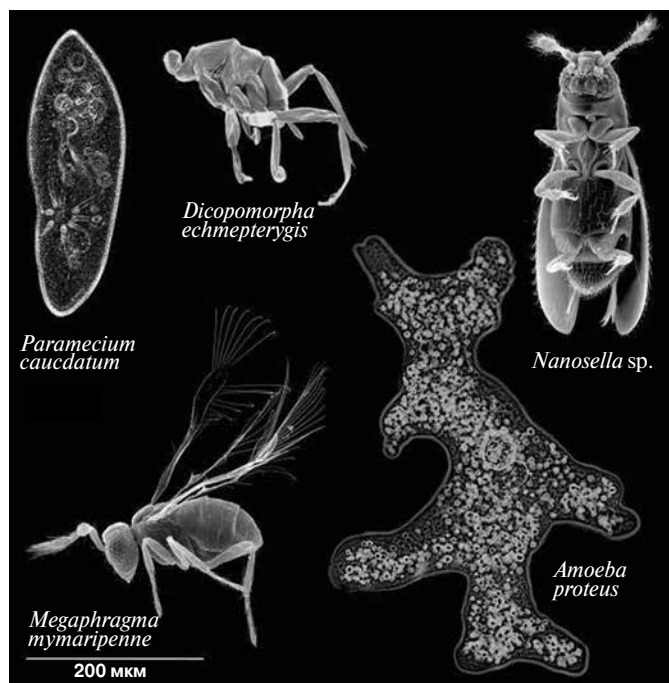 Dicopomorpha
echmepterygis
Paramecium
caucdatum
Nanosella sp.
Amoeba
proteus
Megaphragma
mymaripenne
200 мкм